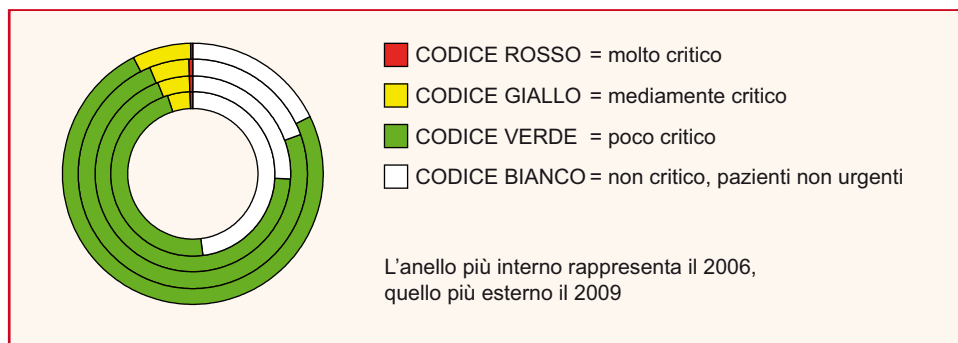 CODICE ROSSO = molto critico
CODICE GIALLO = mediamente critico
CODICE VERDE = poco critico
CODICE BIANCO = non critico, pazienti non urgenti
L'anello più interno rappresenta il 2006,
quello più esterno il 2009